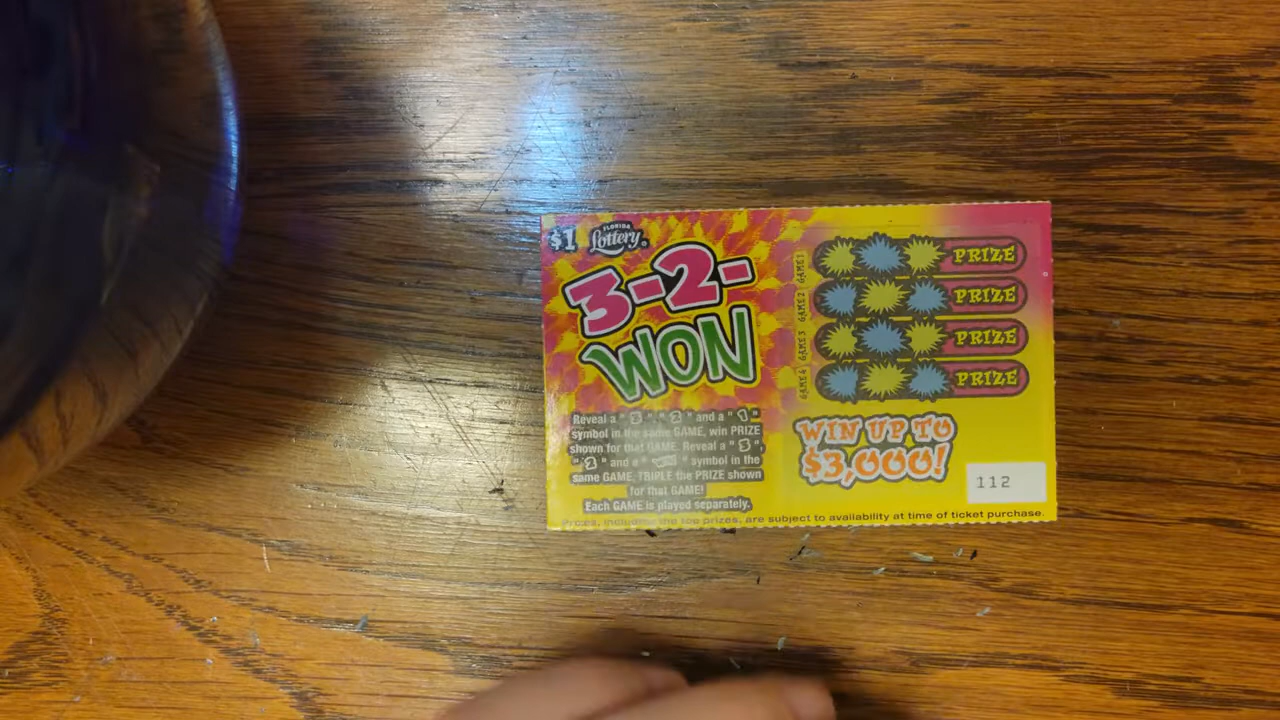 $1 FLORIDA Lottery
3-2-
WON
Reveal a "3", "2" and a "1"
symbol in the same GAME, win PRIZE
shown for that GAME. Reveal a "3",
"2" and a " " symbol in the
same GAME, TRIPLE the PRIZE shown
for that GAME!
Each GAME is played separately.
GAME 1 PRIZE
GAME 2 PRIZE
GAME 3 PRIZE
GAME 4 PRIZE
WIN UP TO
$3,000!
112
Prizes, including the top prizes, are subject to availability at time of ticket purchase.